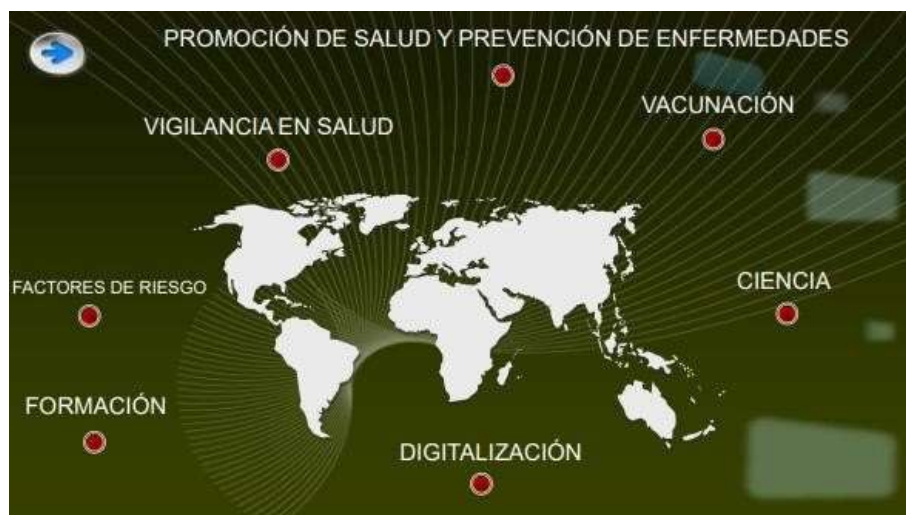 PROMOCIÓN DE SALUD Y PREVENCIÓN DE ENFERMEDADES
VACUNACIÓN
VIGILANCIA EN SALUD
CIENCIA
FACTORES DE RIESGO
FORMACIÓN
DIGITALIZACIÓN